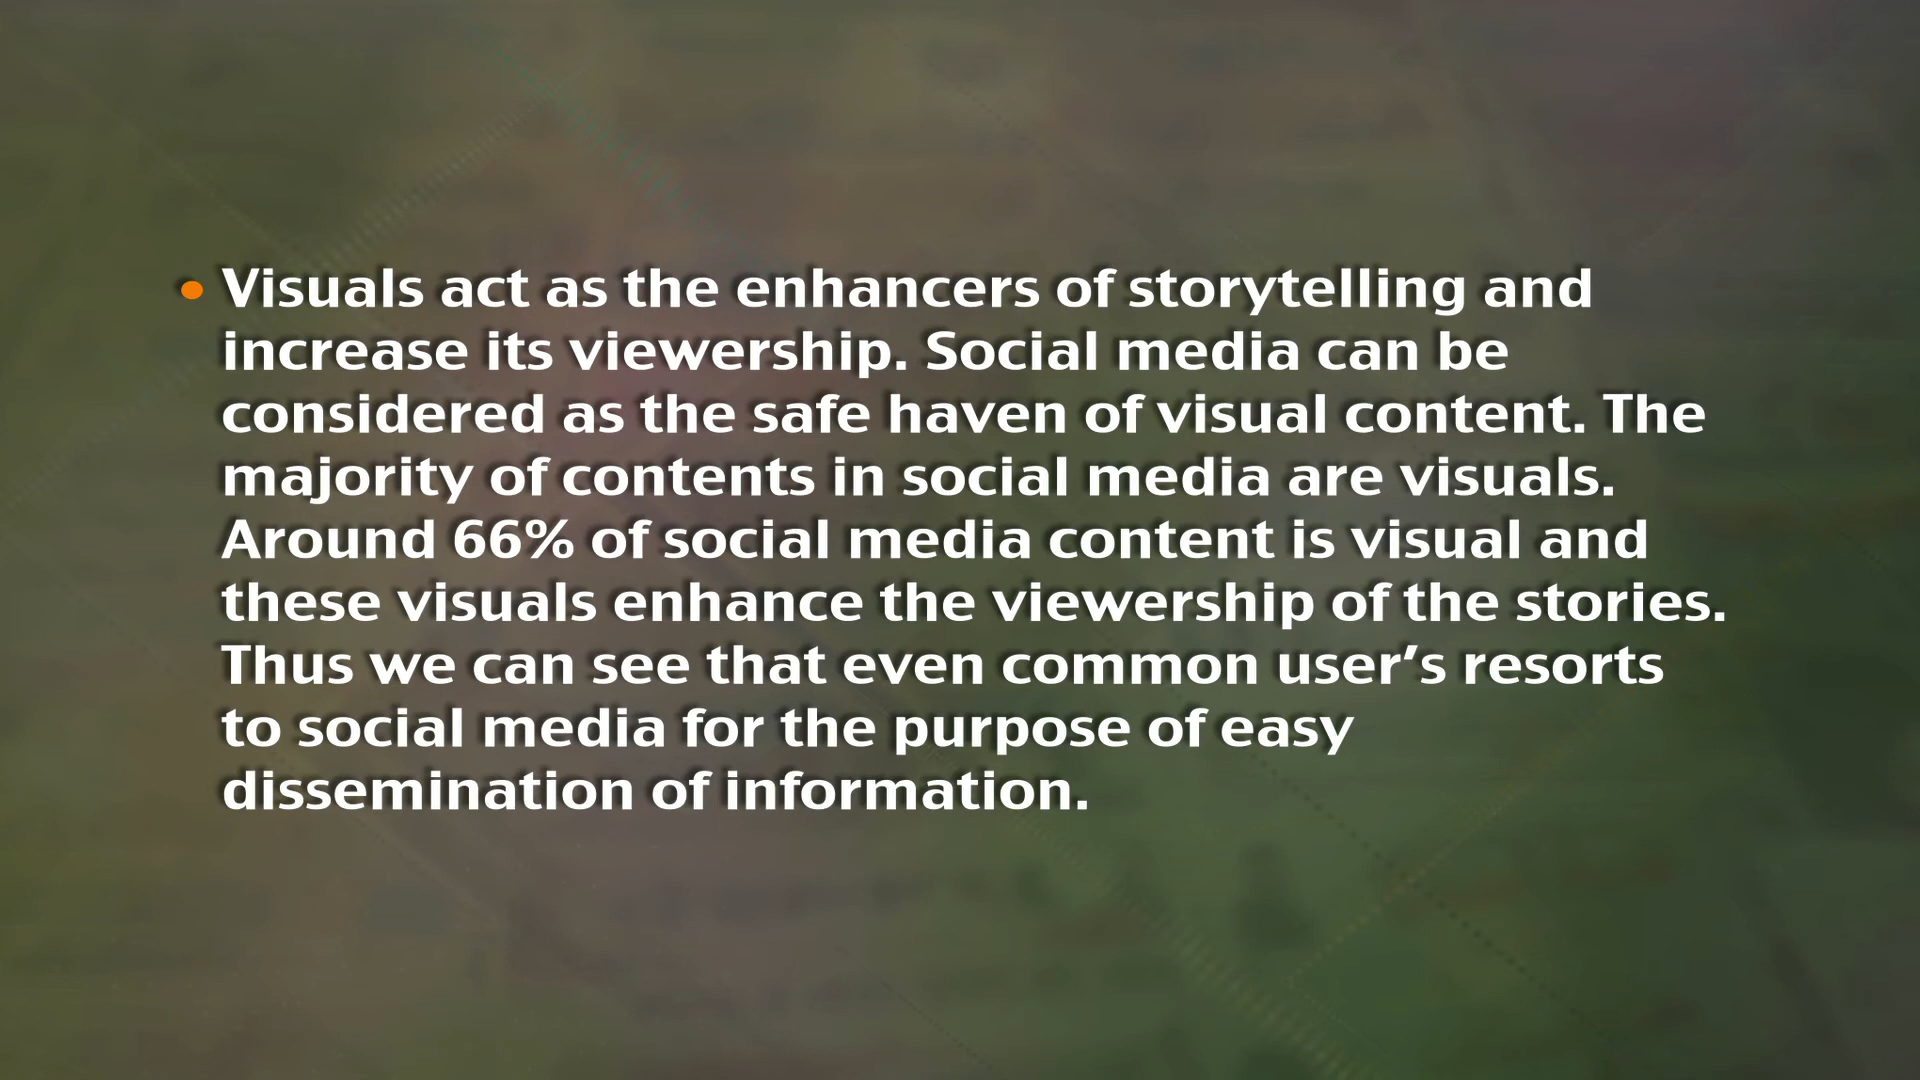 • Visuals act as the enhancers of storytelling and
increase its viewership. Social media can be
considered as the safe haven of visual content. The
majority of contents in social media are visuals.
Around 66% of social media content is visual and
these visuals enhance the viewership of the stories.
Thus we can see that even common user’s resorts
to social media for the purpose of easy
dissemination of information.